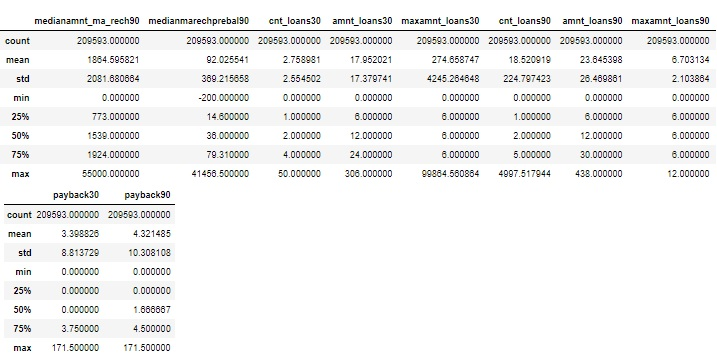 medianamnt_ma_rech90 medianmarechprebal90 cnt_loans30 amnt_loans30 maxamnt_loans30 cnt_loans90 amnt_loans90 maxamnt_loans90
count 209593.000000 209593.000000 209593.000000 209593.000000 209593.000000 209593.000000 209593.000000 209593.000000
mean 1864.595821 92.025541 2.758981 17.952021 274.658747 18.520919 23.645398 6.703134
std 2081.680664 369.215658 2.554502 17.379741 4245.264648 224.797423 26.469861 2.103864
min 0.000000 -200.000000 0.000000 0.000000 0.000000 0.000000 0.000000 0.000000
25% 773.000000 14.600000 1.000000 6.000000 6.000000 1.000000 6.000000 6.000000
50% 1539.000000 36.000000 2.000000 12.000000 6.000000 2.000000 12.000000 6.000000
75% 1924.000000 79.310000 4.000000 24.000000 6.000000 5.000000 30.000000 6.000000
max 55000.000000 41456.500000 50.000000 306.000000 99864.560864 4997.517944 438.000000 12.000000
payback30 payback90
count 209593.000000 209593.000000
mean 3.398826 4.321485
std 8.813729 10.308108
min 0.000000 0.000000
25% 0.000000 0.000000
50% 0.000000 1.666667
75% 3.750000 4.500000
max 171.500000 171.500000